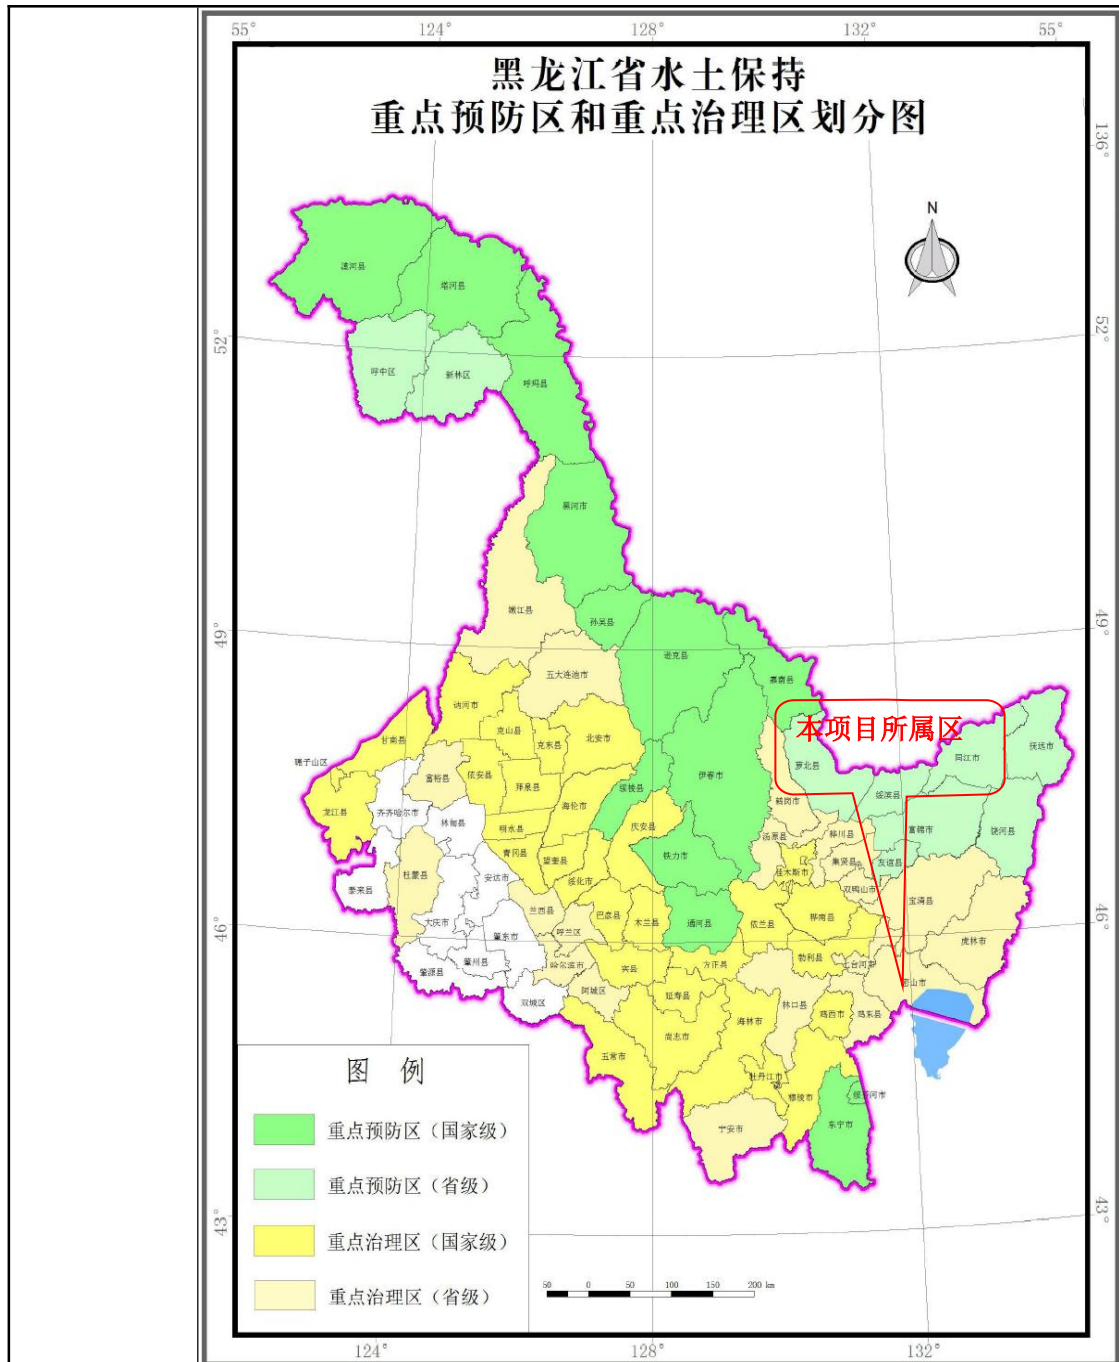 55°
124°
128°
132°
55°
黑龙江省水土保持
重点预防区和重点治理区划分图
136°
N
漠河县
塔河县
52°
52°
呼中区
新林区
呼玛县
黑河市
嫩江县
孙吴县
49°
49°
逊克县
五大连池市
嘉荫县
讷河市
本项目所属区
甘南县
克山县
克东县
北安市
同江市
抚远市
碾子山区
富裕县
依安县
萝北县
伊春市
拜泉县
绥棱县
绥滨县
鹤岗市
龙江县
齐齐哈尔市
海伦市
林甸县
明水县
庆安县
汤原县
桦川县
富锦市
饶河县
青冈县
望奎县
铁力市
集贤县
友谊县
佳木斯市
泰来县
杜蒙县
安达市
绥化市
双鸭山市
宝清县
兰西县
巴彦县
木兰县
通河县
依兰县
桦南县
大庆市
46°
46°
肇东市
呼兰区
虎林市
肇源县
肇州县
哈尔滨市
宾县
方正县
勃利县
七台河市
密山市
双城区
阿城区
延寿县
林口县
鸡西市
鸡东县
海林市
尚志市
五常市
牡丹江市
穆棱市
绥芬河市
宁安市
东宁市
图 例
重点预防区（国家级）
重点预防区（省级）
重点治理区（国家级）
重点治理区（省级）
43°
43°
50 0 50 100 150 200 km
124°
128°
132°